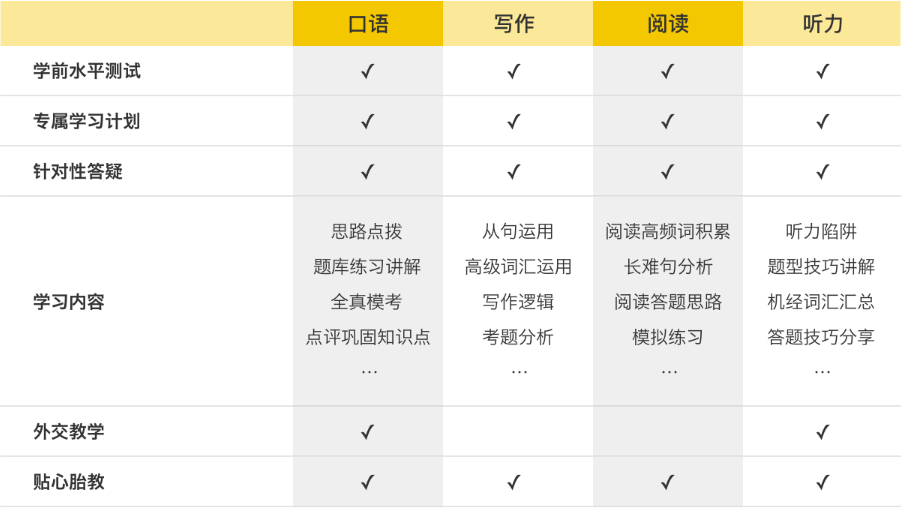 口语 写作 阅读 听力
学前水平测试 ✓ ✓ ✓ ✓
专属学习计划 ✓ ✓ ✓ ✓
针对性答疑 ✓ ✓ ✓ ✓
思路点拨 从句运用 阅读高频词积累 听力陷阱
题库练习讲解 高级词汇运用 长难句分析 题型技巧讲解
学习内容 全真模考 写作逻辑 阅读答题思路 机经词汇汇总
点评巩固知识点 考题分析 模拟练习 答题技巧分享
… … … …
外交教学 ✓ ✓
贴心胎教 ✓ ✓ ✓ ✓